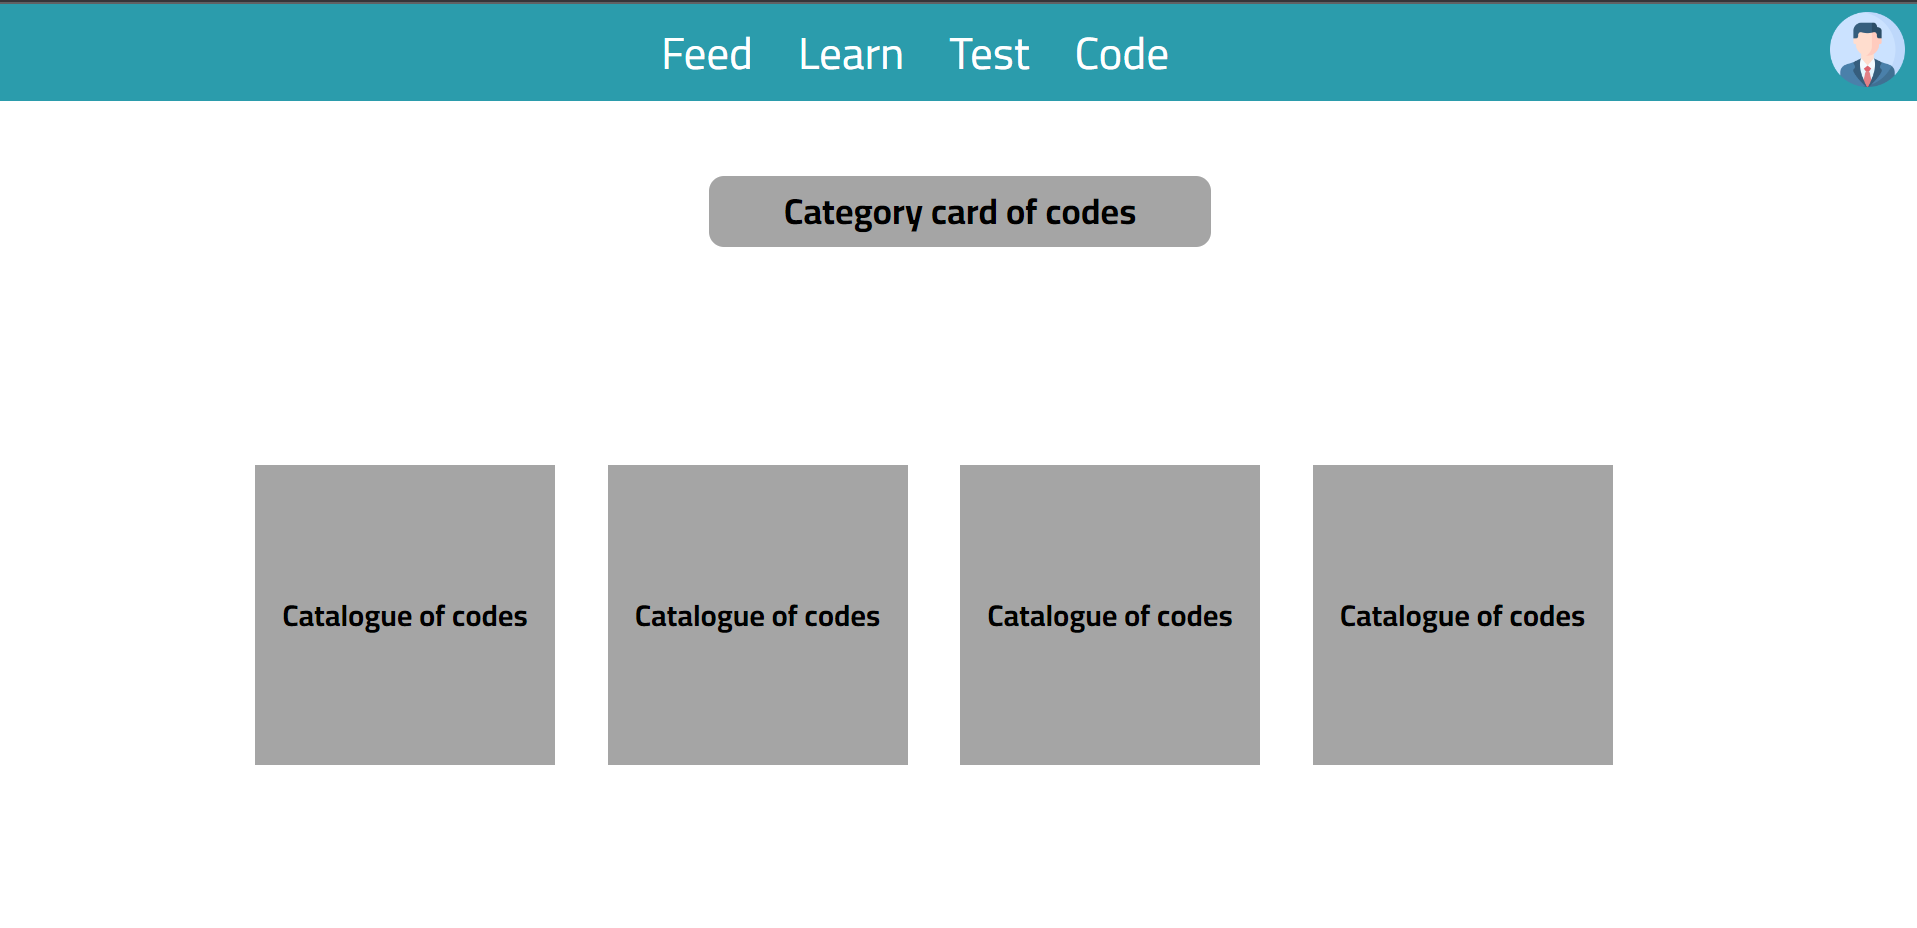 Feed Learn Test Code
Category card of codes
Catalogue of codes Catalogue of codes Catalogue of codes Catalogue of codes